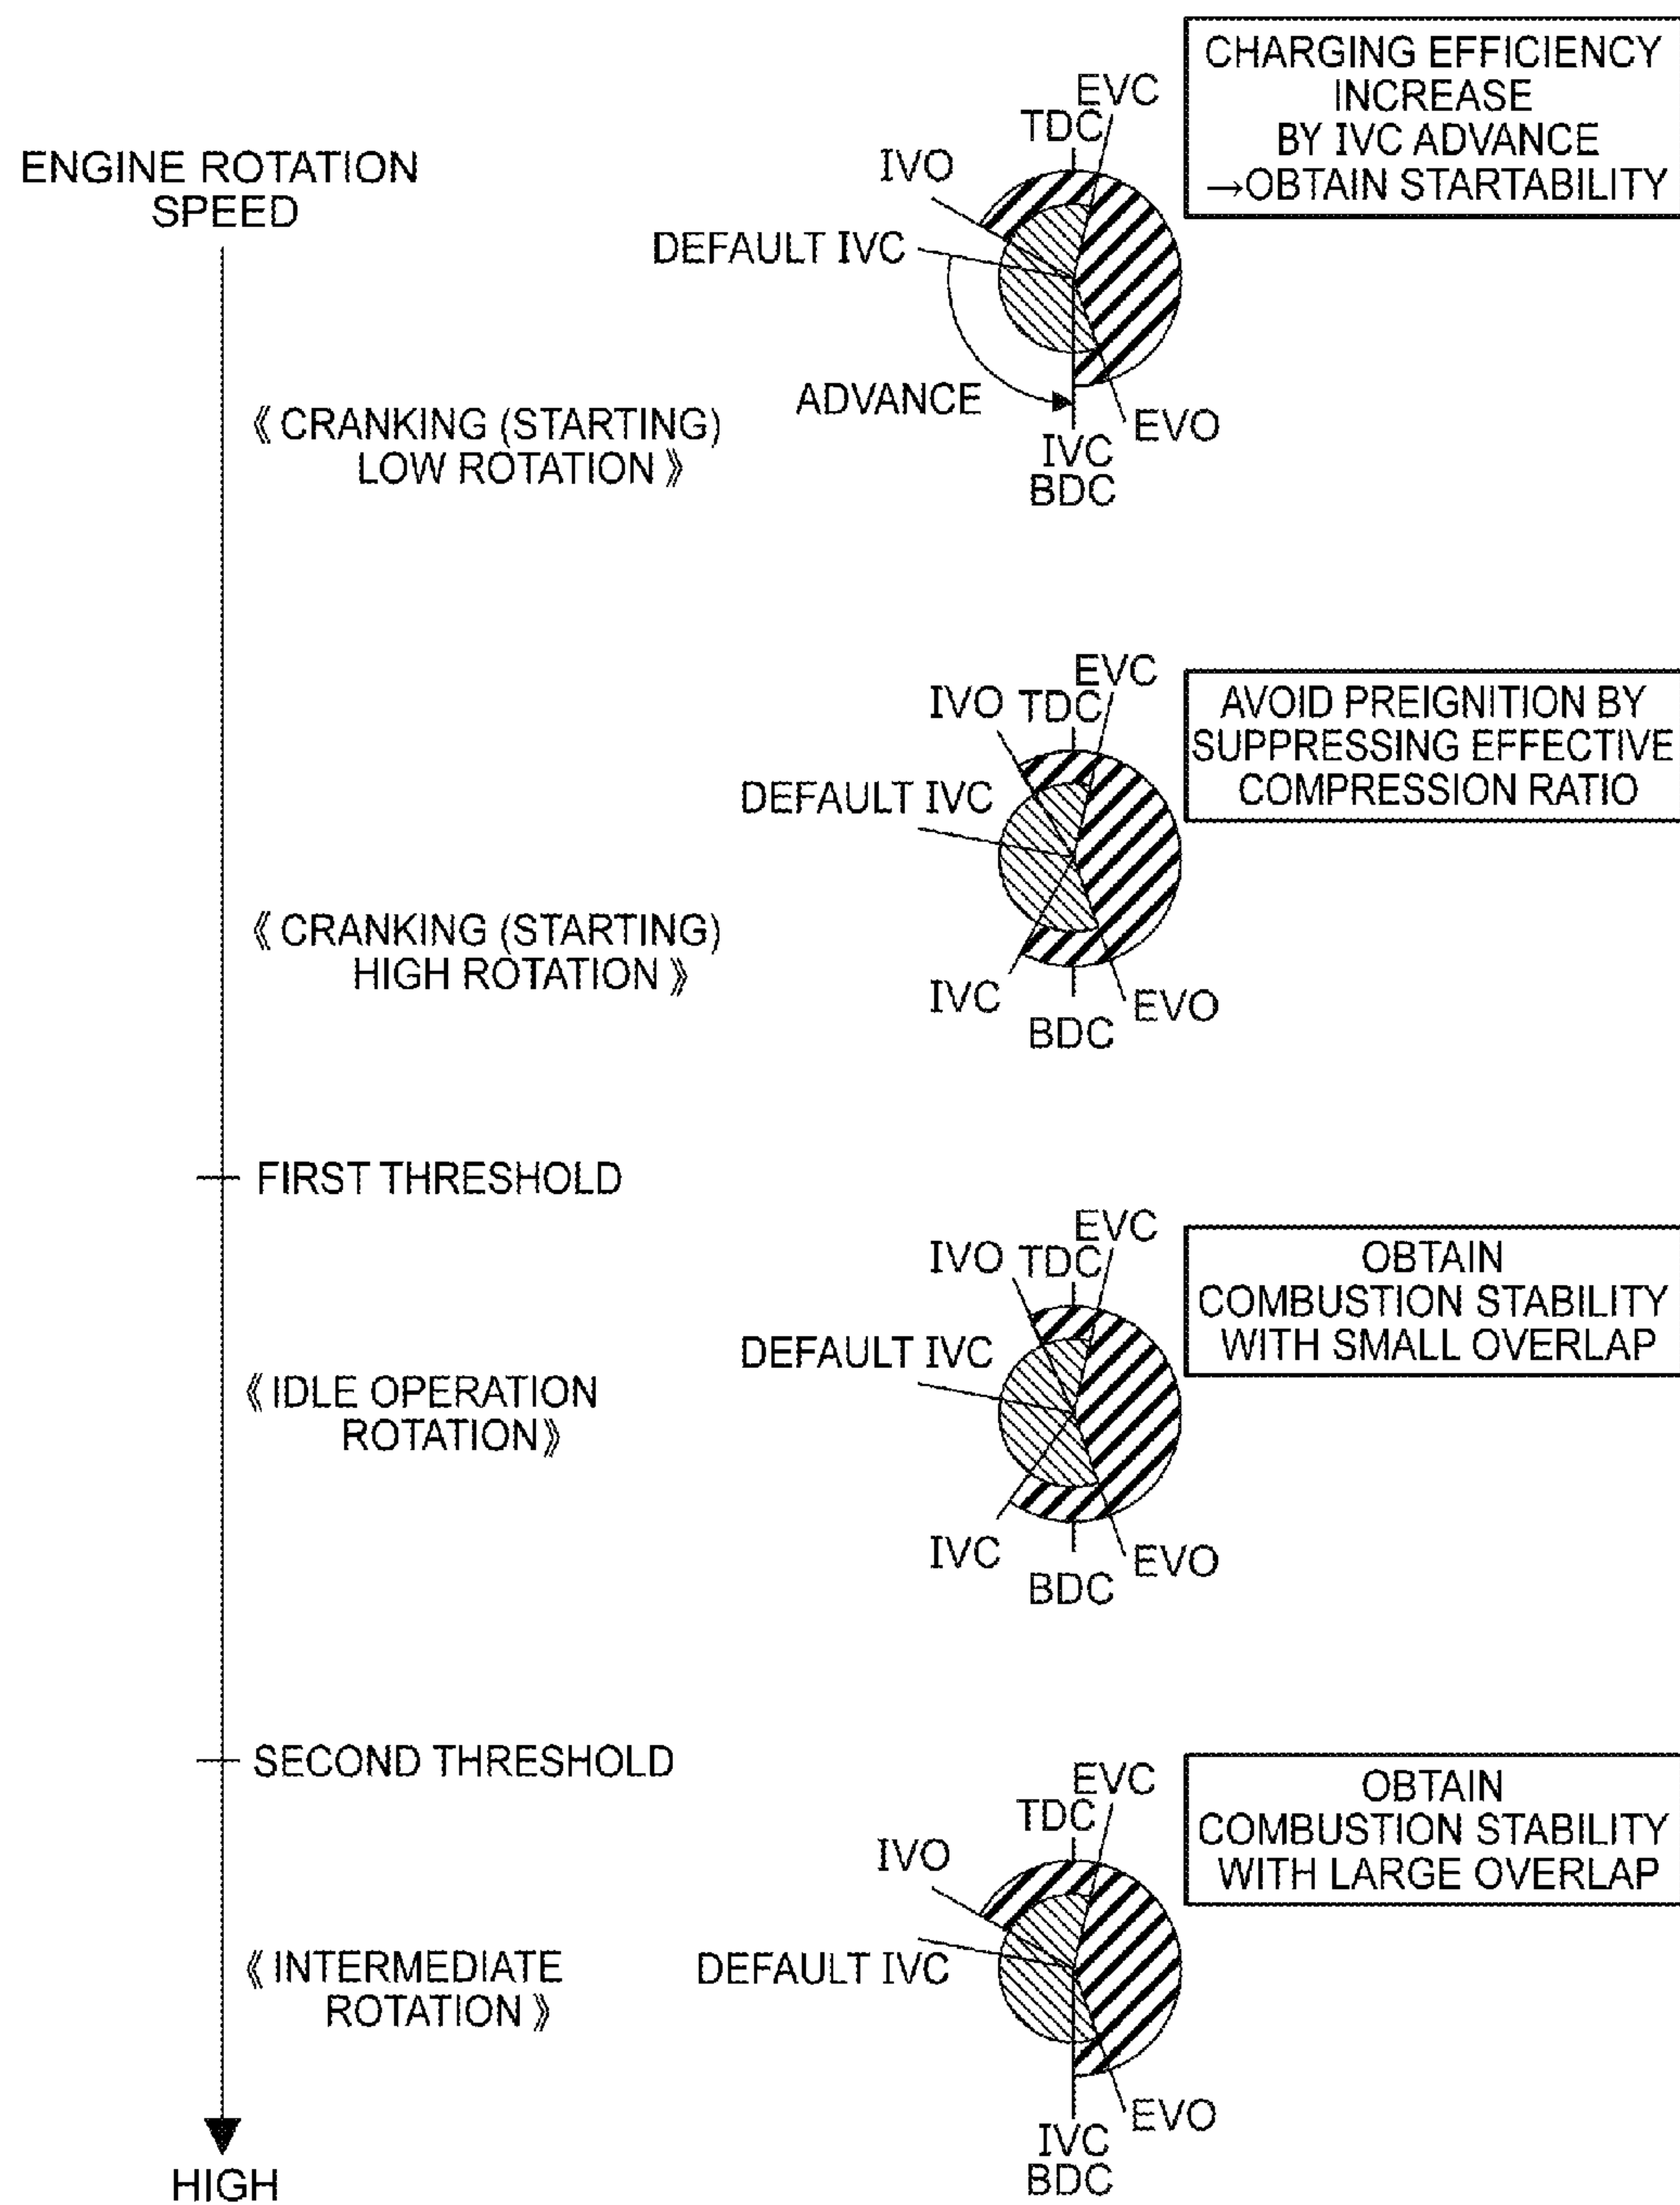 ENGINE ROTATION
SPEED
EVC
TDC
IVO
DEFAULT IVC
ADVANCE
EVO
IVC
BDC
CHARGING EFFICIENCY
INCREASE
BY IVC ADVANCE
→OBTAIN STARTABILITY
《 CRANKING (STARTING)
LOW ROTATION 》
EVC
IVO TDC
DEFAULT IVC
IVC
EVO
BDC
AVOID PREIGNITION BY
SUPPRESSING EFFECTIVE
COMPRESSION RATIO
《 CRANKING (STARTING)
HIGH ROTATION 》
FIRST THRESHOLD
EVC
IVO TDC
DEFAULT IVC
IVC
EVO
BDC
OBTAIN
COMBUSTION STABILITY
WITH SMALL OVERLAP
《 IDLE OPERATION
ROTATION》
SECOND THRESHOLD
EVC
TDC
IVO
DEFAULT IVC
EVO
IVC
BDC
OBTAIN
COMBUSTION STABILITY
WITH LARGE OVERLAP
《 INTERMEDIATE
ROTATION 》
HIGH